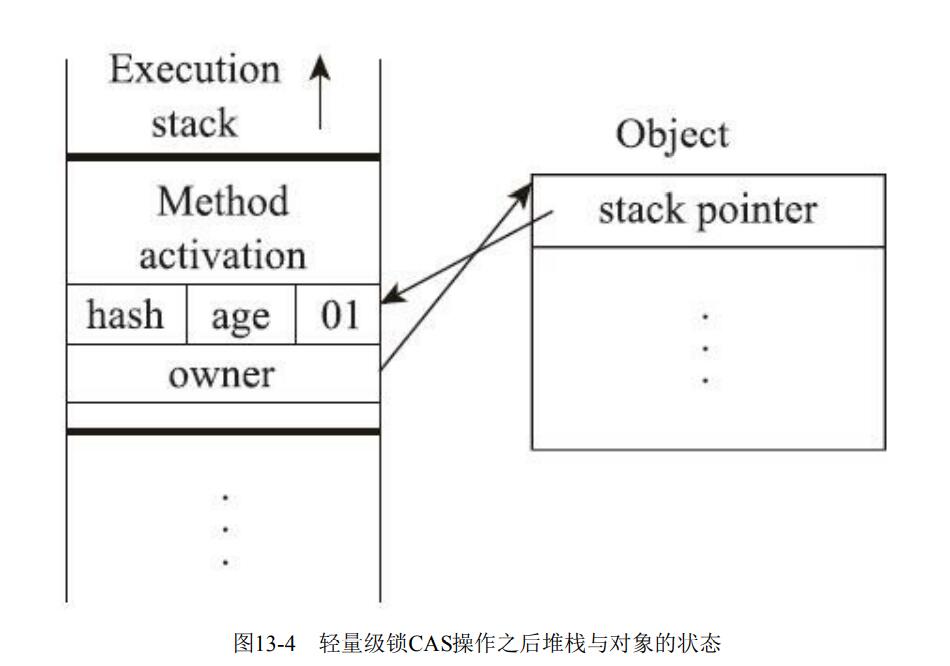 Execution
stack
Method
activation
hash age 01
owner
Object
stack pointer
图13-4 轻量级锁CAS操作之后堆栈与对象的状态